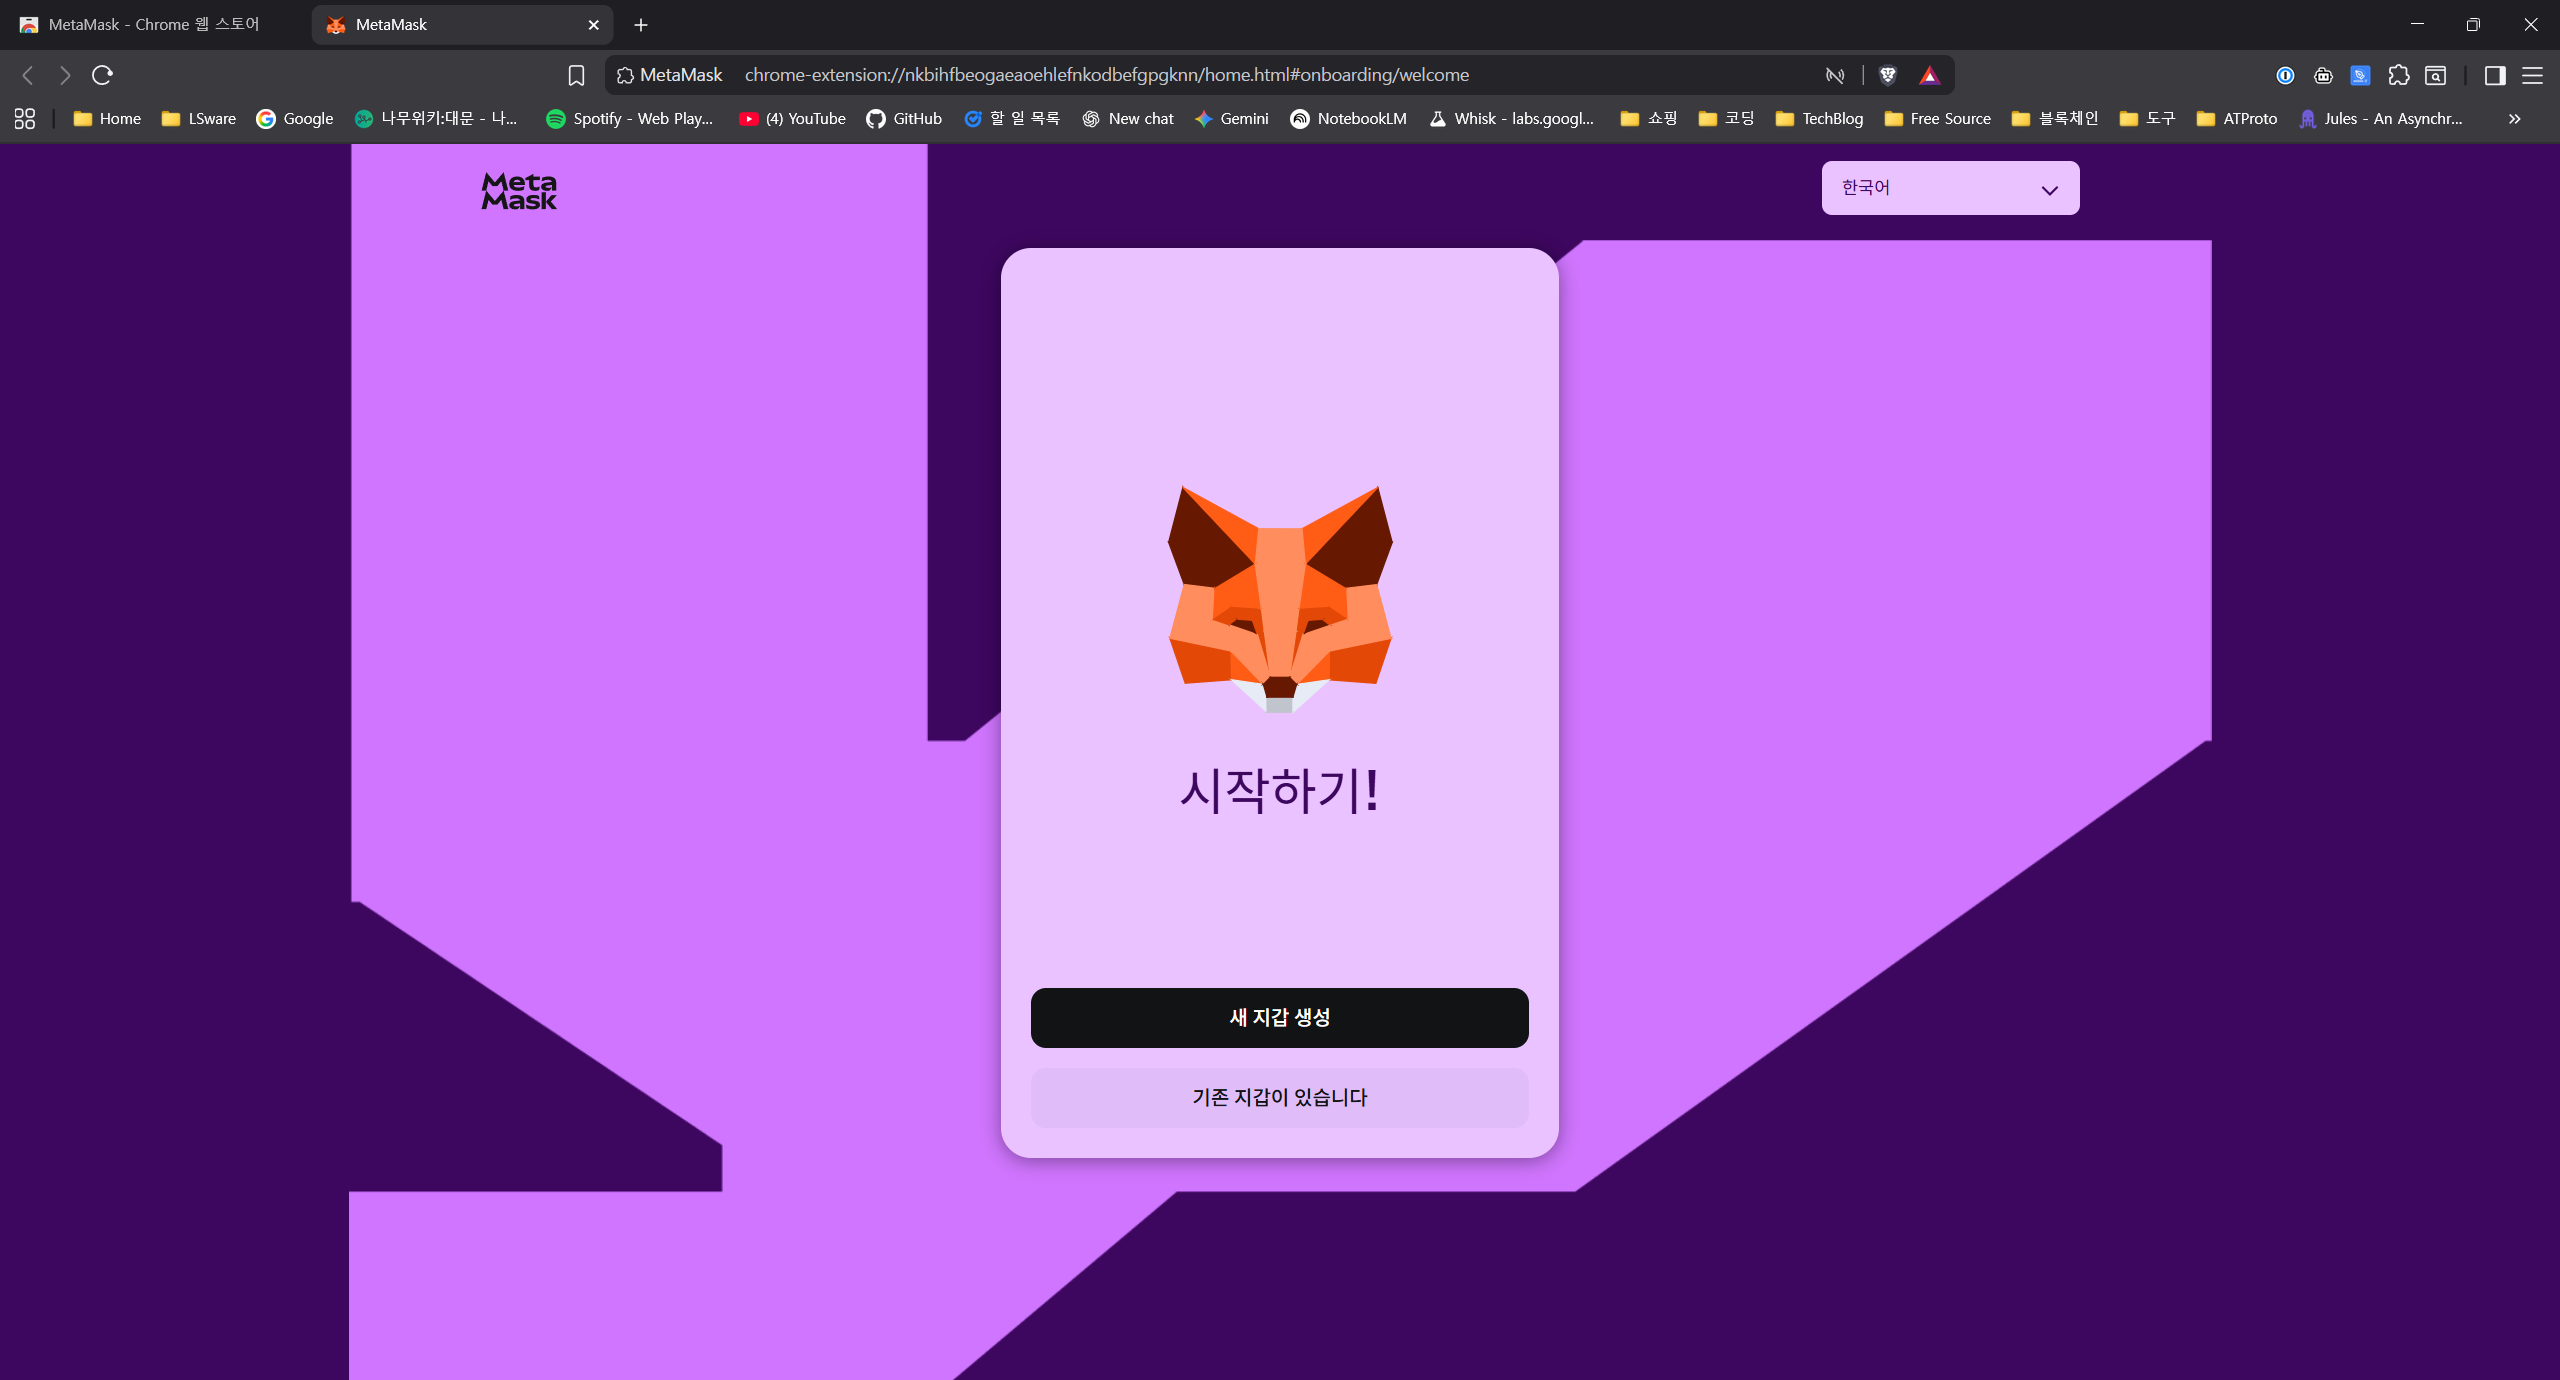 MetaMask - Chrome 웹 스토어
MetaMask
MetaMask chrome-extension://nkbihfbeogaeaoehlefnkodbefgpgknn/home.html#onboarding/welcome
Home LSware Google 나무위키:대문 - 나... Spotify - Web Play... (4) YouTube GitHub 할 일 목록 New chat Gemini NotebookLM Whisk - labs.googl... 쇼핑 코딩 TechBlog Free Source 블록체인 도구 ATProto Jules - An Asynchr... »
Meta
Mask
한국어
시작하기!
새 지갑 생성
기존 지갑이 있습니다